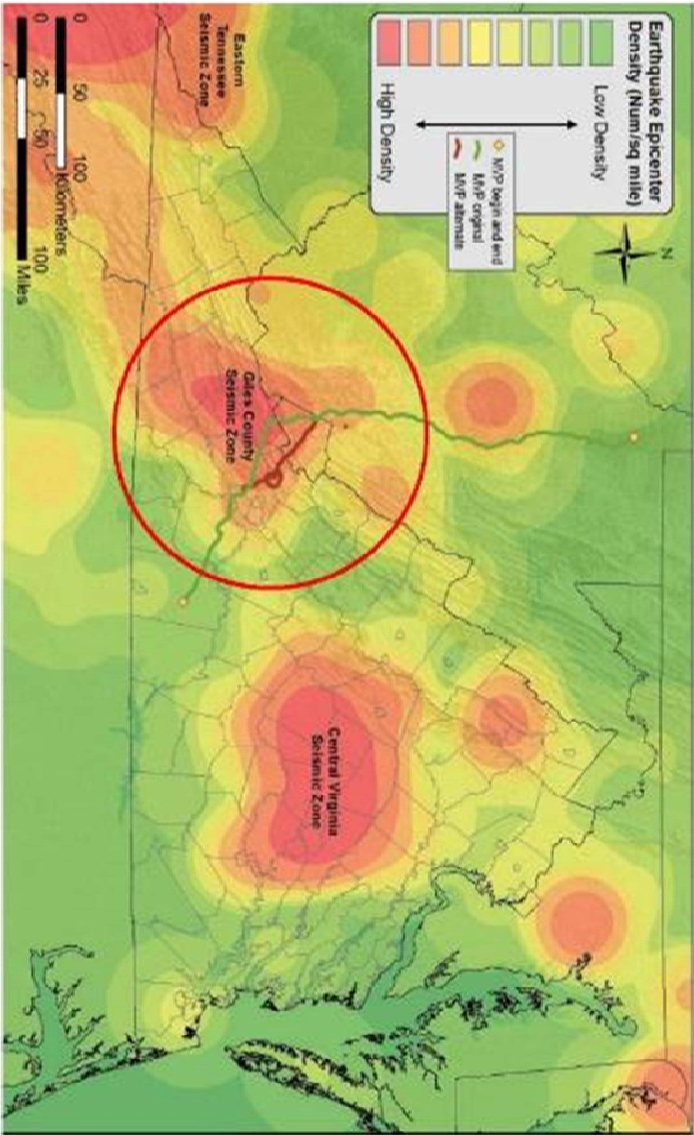 Earthquake Epicenter
Density (Num/sq mile)
Low Density
High Density
MVP begin and end
MVP original
MVP alternate
N
Eastern
Tennessee
Seismic Zone
Giles County
Seismic Zone
Central Virginia
Seismic Zone
0 50 100
Kilometers
0 25 50 100
Miles